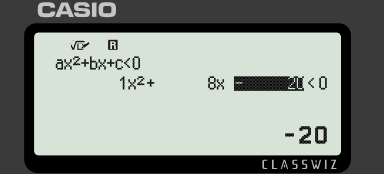 CASIO
√▱ R
ax²+bx+c<0
1x²+ 8x - 20<0
-20
CLASSWIZ